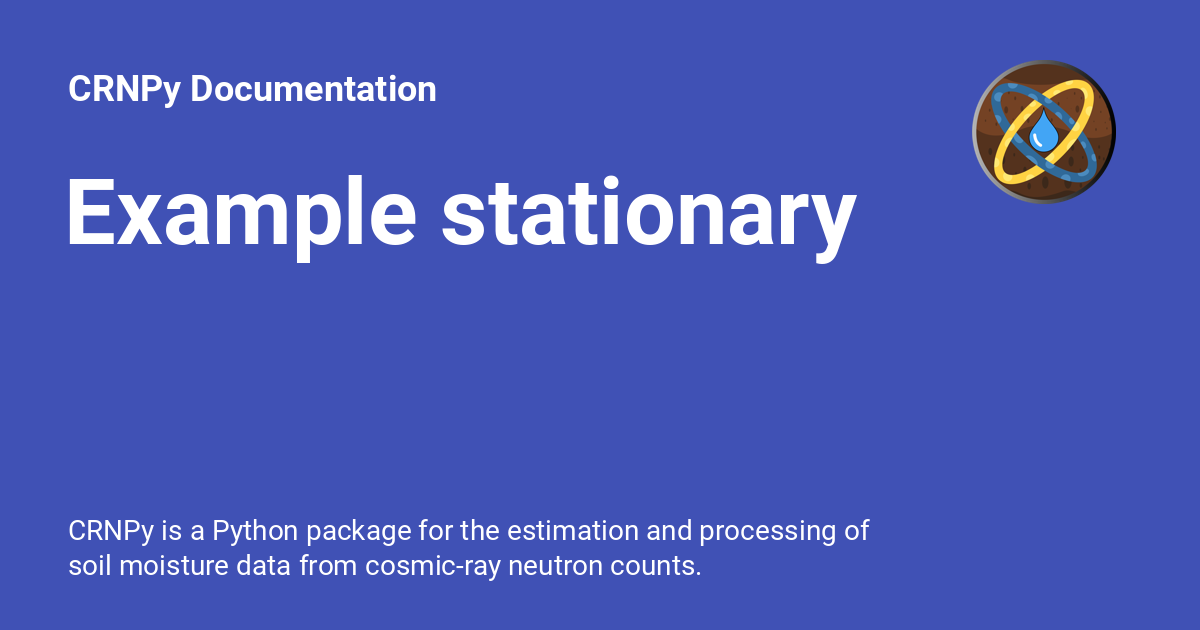 CRNPy Documentation
Example stationary
CRNPy is a Python package for the estimation and processing of
soil moisture data from cosmic-ray neutron counts.